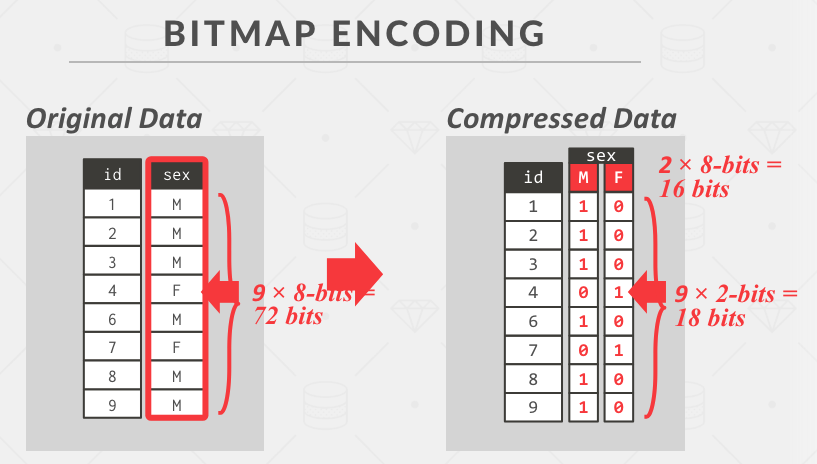 BITMAP ENCODING
Original Data
id sex
1 M
2 M
3 M
4 F
6 M
7 F
8 M
9 M
9 × 8-bits =
72 bits
Compressed Data
sex
id M F
1 1 0
2 1 0
3 1 0
4 0 1
6 1 0
7 0 1
8 1 0
9 1 0
2 × 8-bits =
16 bits
9 × 2-bits =
18 bits